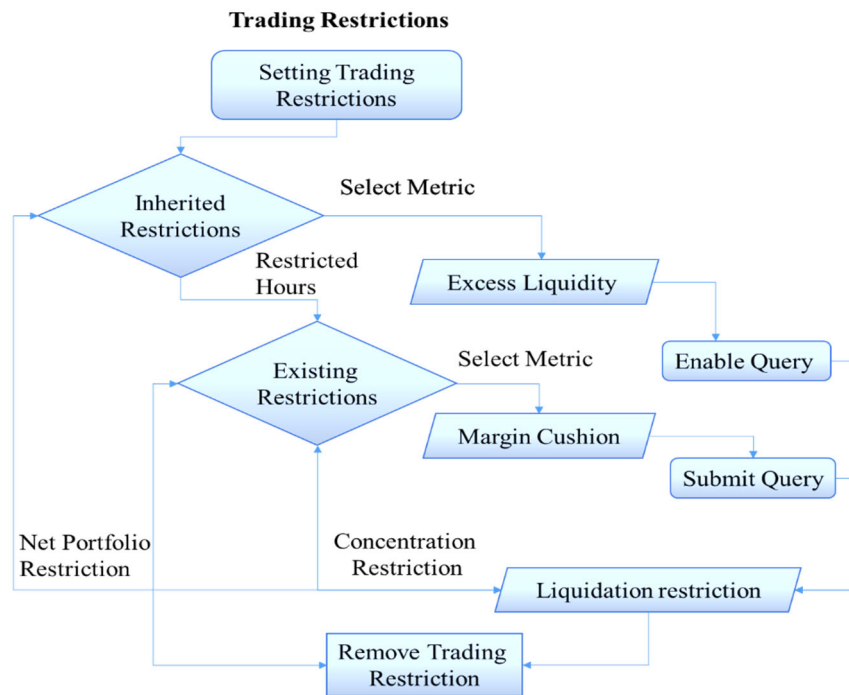 Trading Restrictions
Setting Trading
Restrictions
Inherited
Restrictions
Select Metric
Restricted
Hours
Excess Liquidity
Enable Query
Existing
Restrictions
Select Metric
Margin Cushion
Submit Query
Net Portfolio
Restriction
Concentration
Restriction
Liquidation restriction
Remove Trading
Restriction